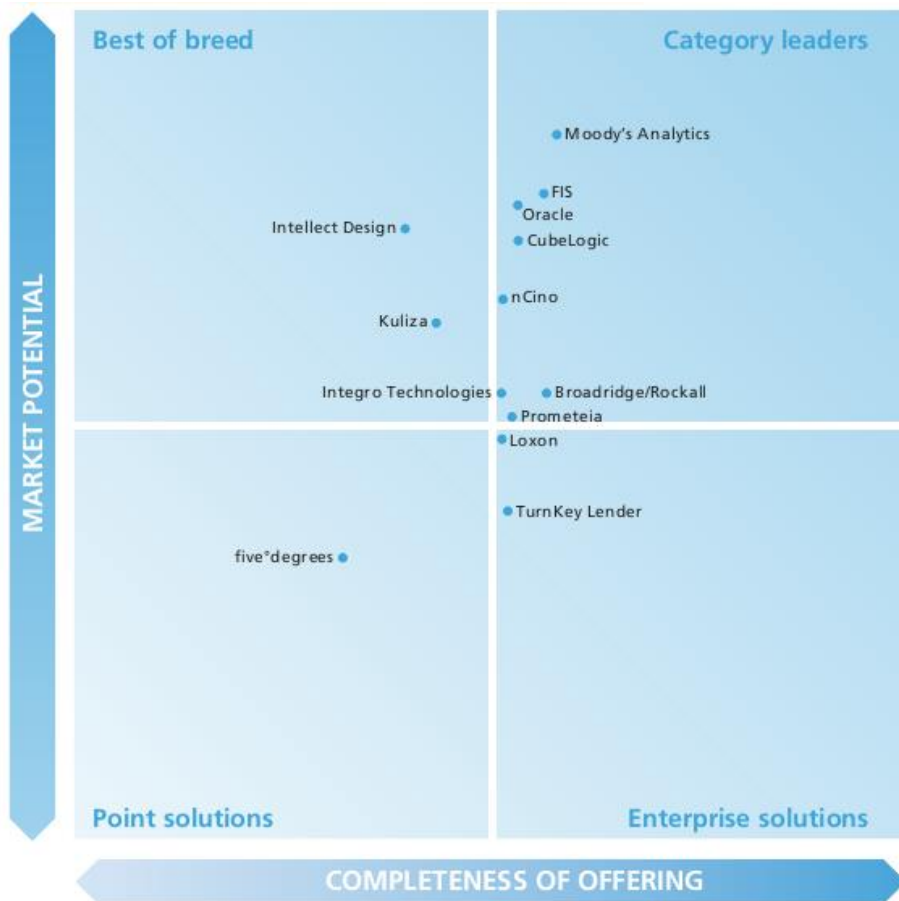 Best of breed
Category leaders
Moody's Analytics
FIS
Oracle
Intellect Design
CubeLogic
nCino
Kuliza
Integro Technologies
Broadridge/Rockall
Prometeia
Loxon
TurnKey Lender
five°degrees
Point solutions
Enterprise solutions
MARKET POTENTIAL
COMPLETENESS OF OFFERING